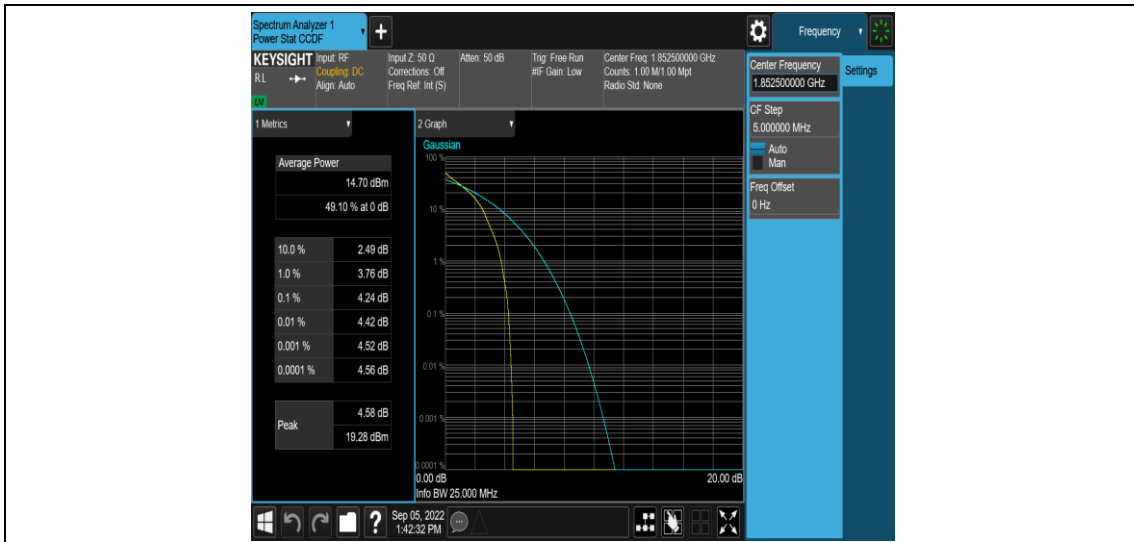 Spectrum Analyzer 1
Power Stat CCDF
Frequency
KEYSIGHT
RL
LXI
Input: RF
Coupling: DC
Align: Auto
Input Z: 50 Ω
Corrections: Off
Freq Ref: Int (S)
Atten: 50 dB
Trig: Free Run
#IF Gain: Low
Center Freq: 1.852500000 GHz
Counts: 1.00 M/1.00 Mpt
Radio Std: None
Center Frequency
1.852500000 GHz
Settings
CF Step
5.000000 MHz
Auto
Man
Freq Offset
0 Hz
1 Metrics
Average Power
14.70 dBm
49.10 % at 0 dB
10.0 % 2.49 dB
1.0 % 3.76 dB
0.1 % 4.24 dB
0.01 % 4.42 dB
0.001 % 4.52 dB
0.0001 % 4.56 dB
Peak 4.58 dB
19.28 dBm
2 Graph
Gaussian
100 %
10 %
1 %
0.1 %
0.01 %
0.001 %
0.0001 %
0.00 dB 20.00 dB
Info BW 25.000 MHz
?
Sep 05, 2022
1:42:32 PM